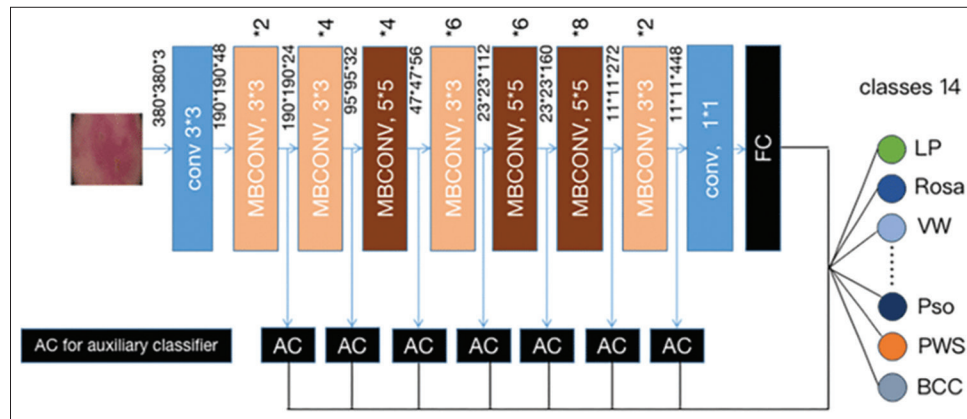 *2
*4
*4
*6
*6
*8
*2
380*380*3
conv 3*3
190*190*48
MBCONV, 3*3
190*190*24
MBCONV, 3*3
95*95*32
MBCONV, 5*5
47*47*56
MBCONV, 3*3
23*23*112
MBCONV, 5*5
23*23*160
MBCONV, 5*5
11*11*272
MBCONV, 3*3
11*11*448
conv, 1*1
FC
classes 14
LP
Rosa
VW
Pso
PWS
BCC
AC for auxiliary classifier
AC
AC
AC
AC
AC
AC
AC